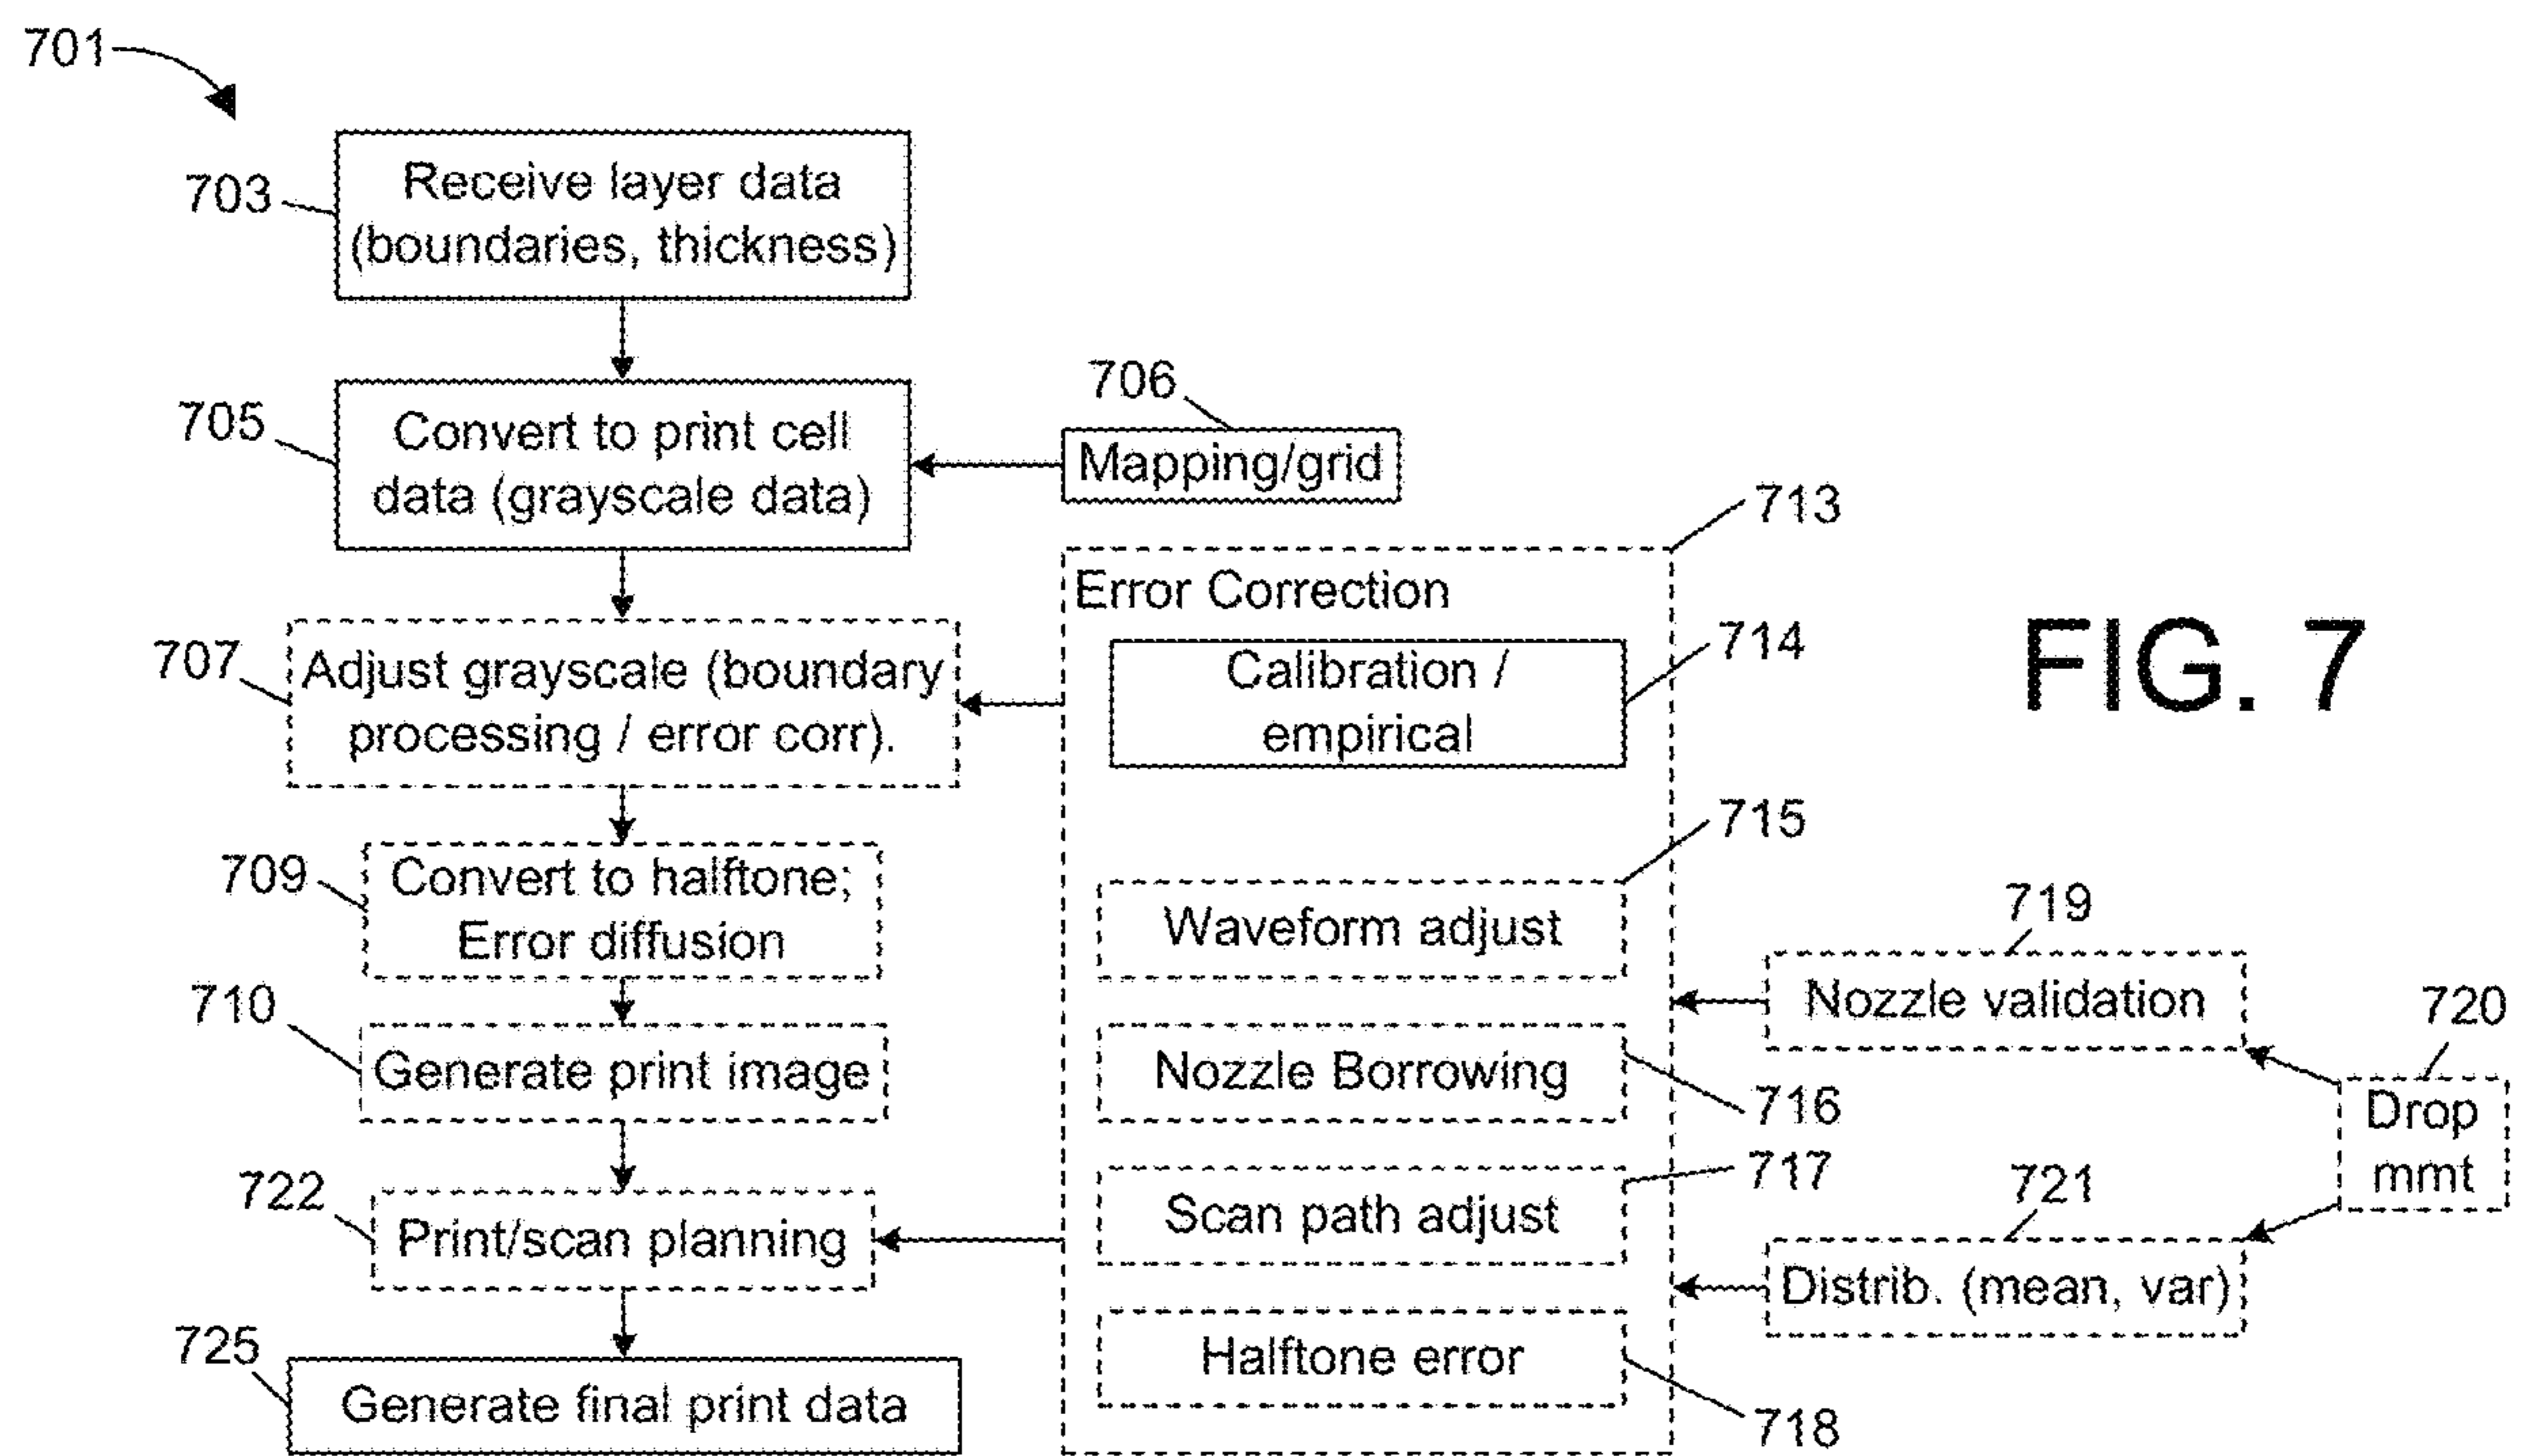 701
703
Receive layer data
(boundaries, thickness)
705
Convert to print cell
data (grayscale data)
706
Mapping/grid
707
Adjust grayscale (boundary
processing / error corr).
709
Convert to halftone;
Error diffusion
710
Generate print image
722
Print/scan planning
725
Generate final print data
713
Error Correction
714
Calibration /
empirical
715
Waveform adjust
716
Nozzle Borrowing
717
Scan path adjust
718
Halftone error
719
Nozzle validation
720
Drop
mmt
721
Distrib. (mean, var)
FIG. 7